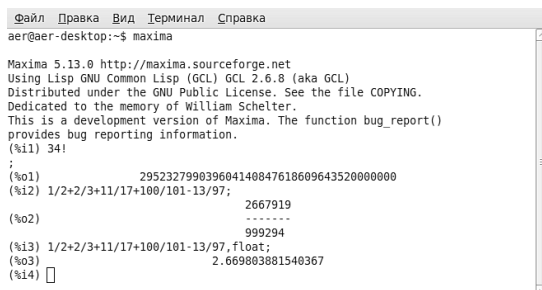 Файл Правка Вид Терминал Справка
aer@aer-desktop:~$ maxima
Maxima 5.13.0 http://maxima.sourceforge.net
Using Lisp GNU Common Lisp (GCL) GCL 2.6.8 (aka GCL)
Distributed under the GNU Public License. See the file COPYING.
Dedicated to the memory of William Schelter.
This is a development version of Maxima. The function bug_report()
provides bug reporting information.
(%i1) 34!
;
(%o1) 295232799039604140847618609643520000000
(%i2) 1/2+2/3+11/17+100/101-13/97;
2667919
(%o2) -------
999294
(%i3) 1/2+2/3+11/17+100/101-13/97,float;
(%o3) 2.669803881540367
(%i4)